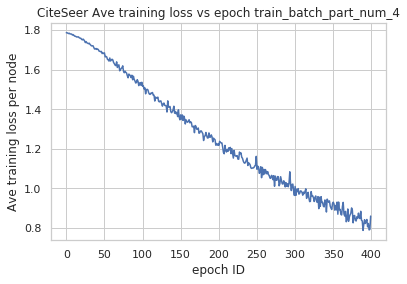 CiteSeer Ave training loss vs epoch train_batch_part_num_4
1.8
1.6
1.4
1.2
1.0
0.8
Ave training loss per node
0 50 100 150 200 250 300 350 400
epoch ID